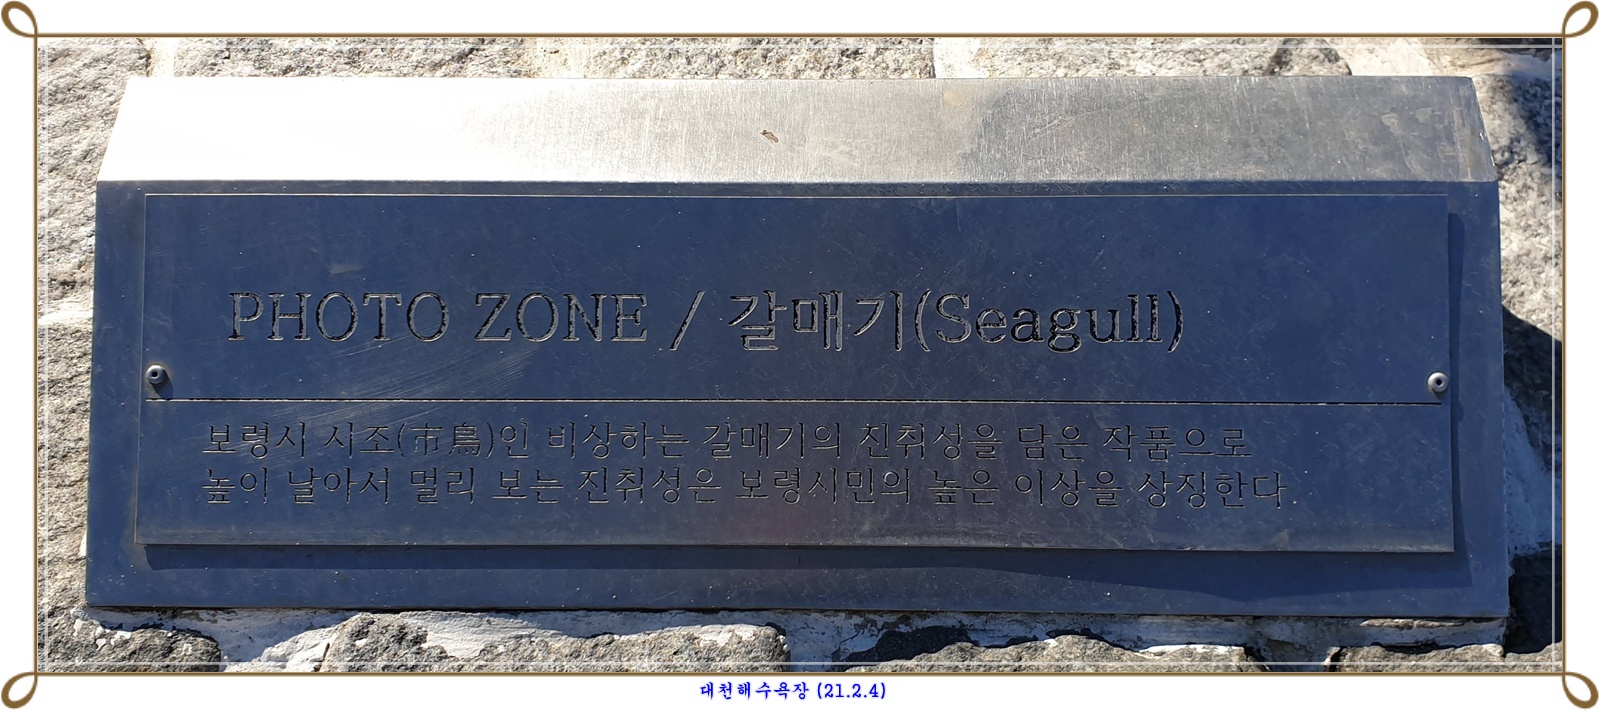 PHOTO ZONE / 갈매기(Seagull)
보령시 시조(市鳥)인 비상하는 갈매기의 진취성을 담은 작품으로
높이 날아서 멀리 보는 진취성은 보령시민의 높은 이상을 상징한다
대천해수욕장 (21.2.4)